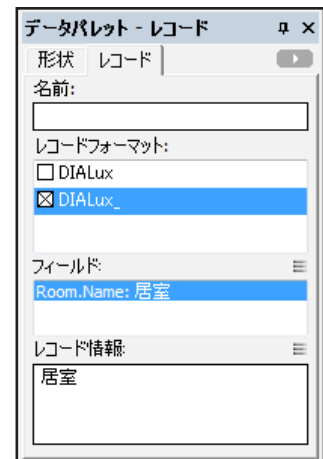 データパレット - レコード
形状 レコード
名前:
レコードフォーマット:
DIALux
DIALux_
フィールド:
Room.Name: 居室
レコード情報:
居室